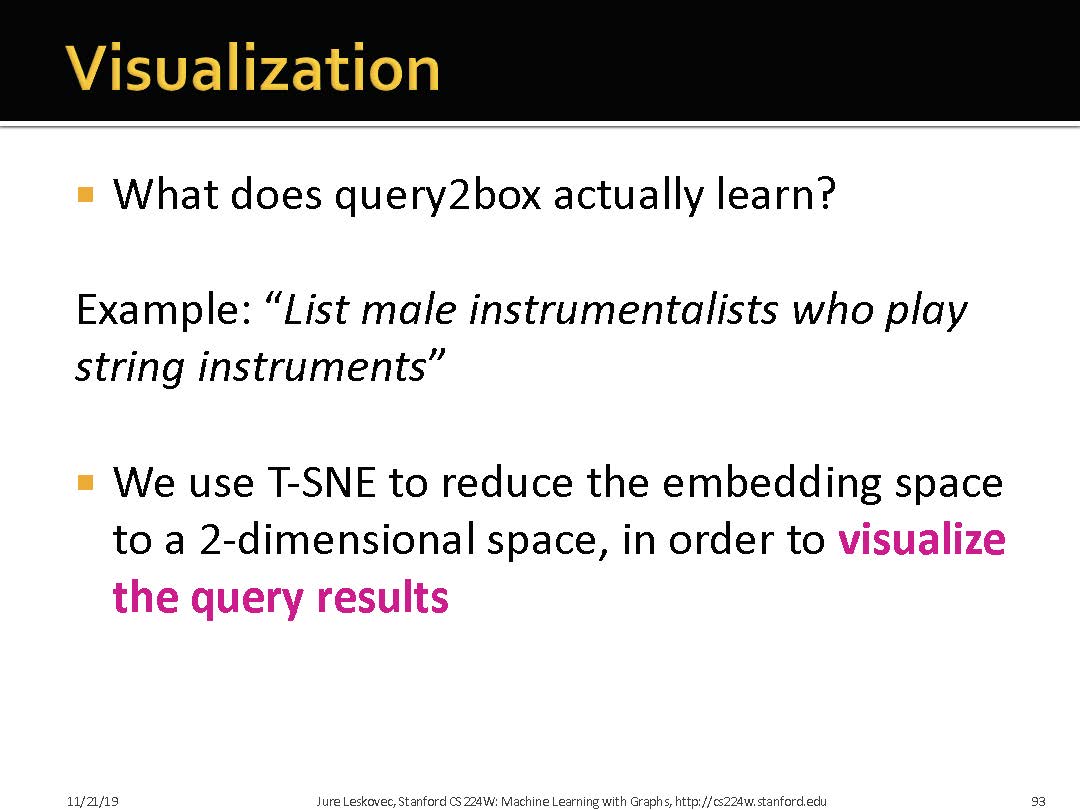 Visualization
What does query2box actually learn?
Example: “List male instrumentalists who play
string instruments”
We use T-SNE to reduce the embedding space
to a 2-dimensional space, in order to visualize
the query results
11/21/19 Jure Leskovec, Stanford CS224W: Machine Learning with Graphs, http://cs224w.stanford.edu 93